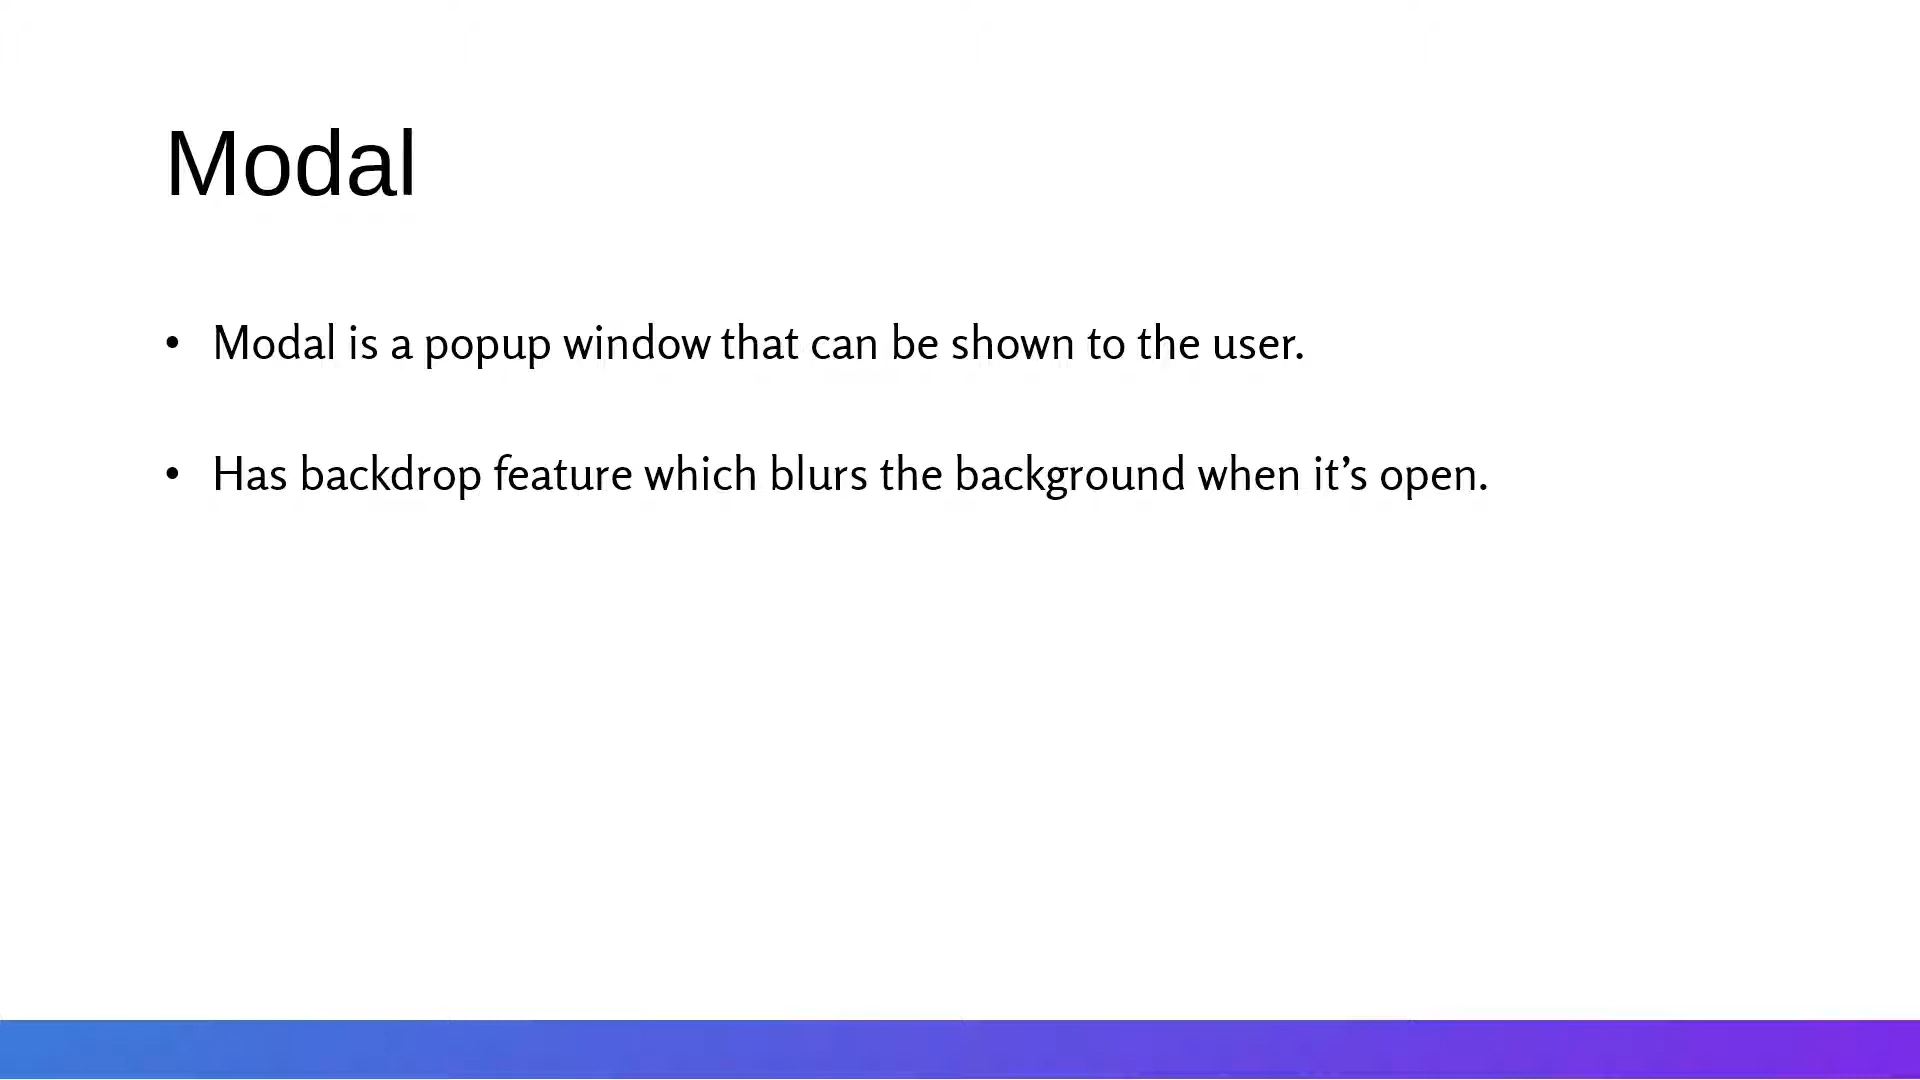 Modal
• Modal is a popup window that can be shown to the user.
• Has backdrop feature which blurs the background when it’s open.